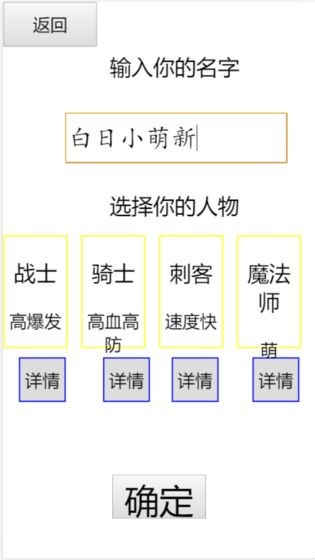 返回
输入你的名字
白日小萌新
选择你的人物
战士
高爆发
骑士
高血高
防
刺客
速度快
魔法
师
萌
详情
详情
详情
详情
确定